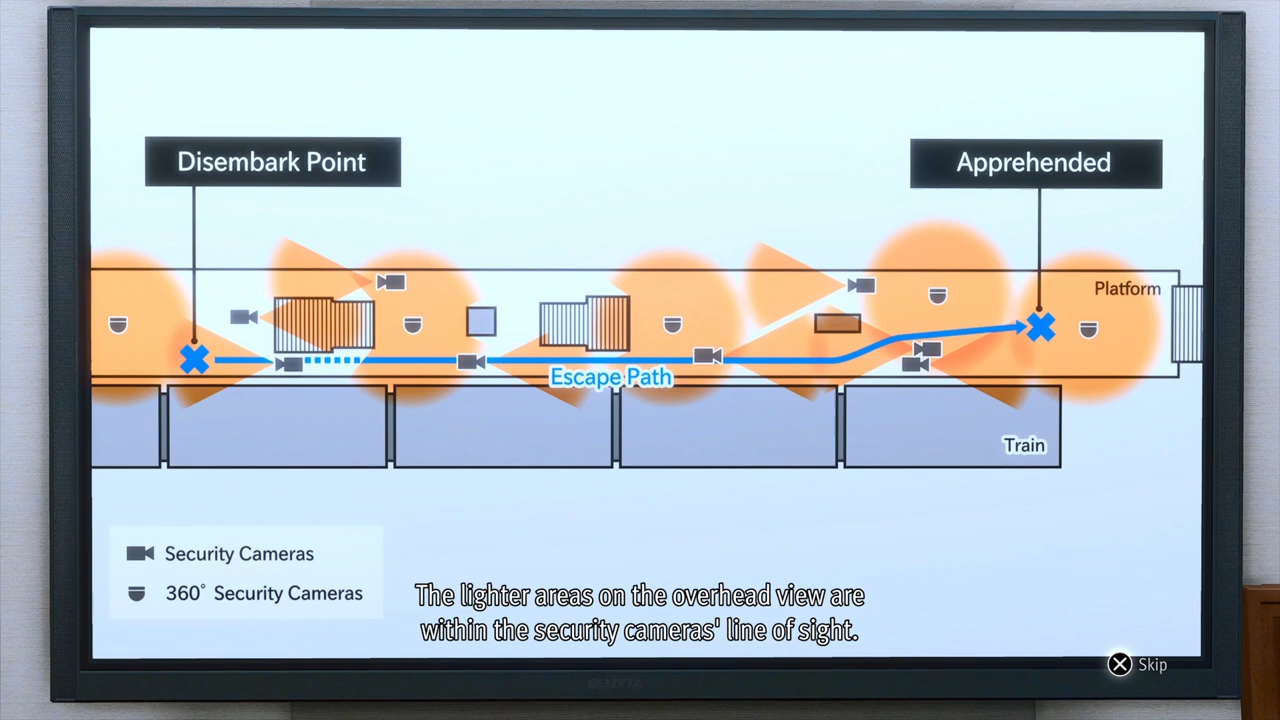 Disembark Point
Apprehended
Platform
Escape Path
Train
Security Cameras
360° Security Cameras
The lighter areas on the overhead view are
within the security cameras' line of sight.
Skip